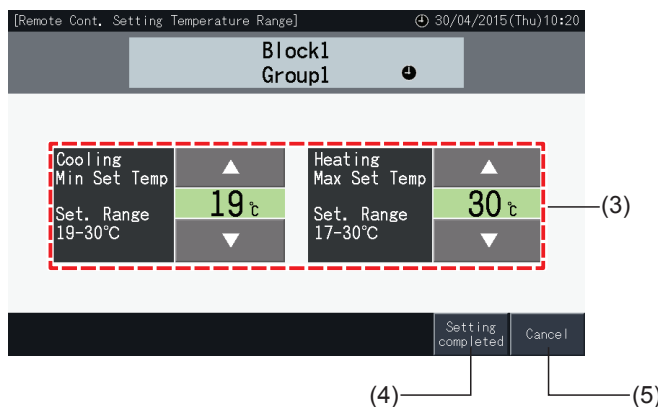 [Remote Cont. Setting Temperature Range] 30/04/2015(Thu)10:20
Block1
Group1
Cooling
Min Set Temp
19℃
Set. Range
19-30℃
Heating
Max Set Temp
30℃
Set. Range
17-30℃
(3)
Setting
completed
Cancel
(4)
(5)